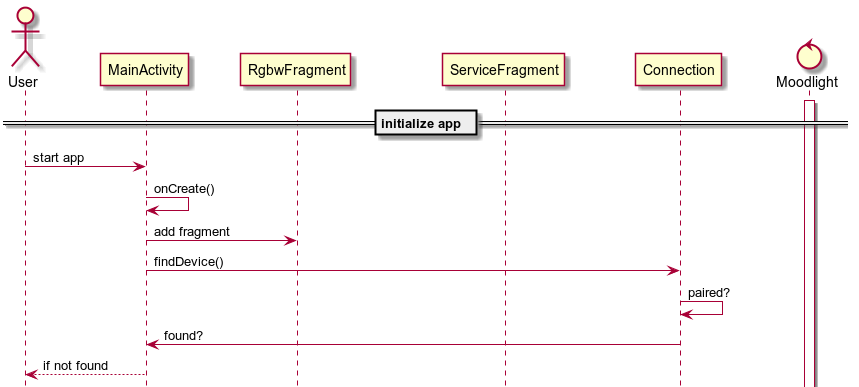 User
MainActivity
RgbwFragment
ServiceFragment
Connection
Moodlight
initialize app
start app
onCreate()
add fragment
findDevice()
paired?
found?
if not found